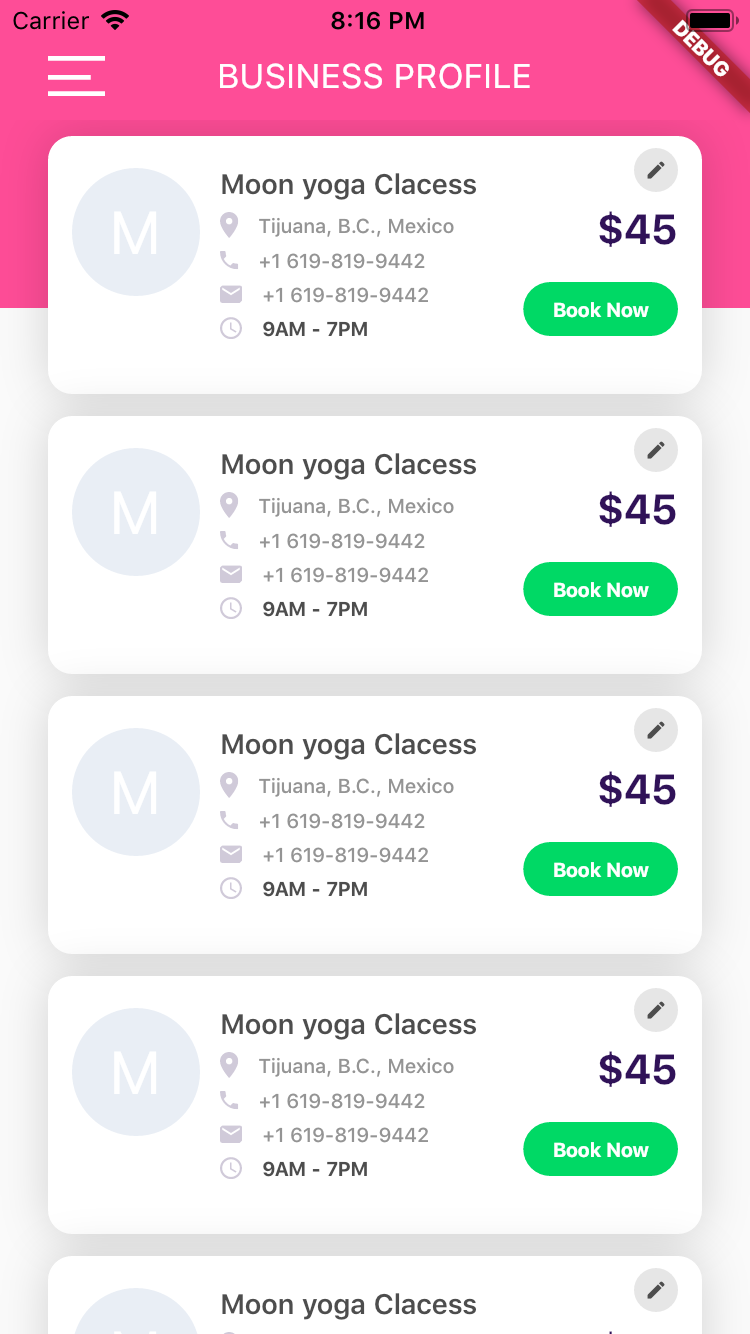 Carrier 8:16 PM
DEBUG
BUSINESS PROFILE
M
Moon yoga Clacess
Tijuana, B.C., Mexico
$45
+1 619-819-9442
+1 619-819-9442
Book Now
9AM - 7PM
M
Moon yoga Clacess
Tijuana, B.C., Mexico
$45
+1 619-819-9442
+1 619-819-9442
Book Now
9AM - 7PM
M
Moon yoga Clacess
Tijuana, B.C., Mexico
$45
+1 619-819-9442
+1 619-819-9442
Book Now
9AM - 7PM
M
Moon yoga Clacess
Tijuana, B.C., Mexico
$45
+1 619-819-9442
+1 619-819-9442
Book Now
9AM - 7PM
Moon yoga Clacess